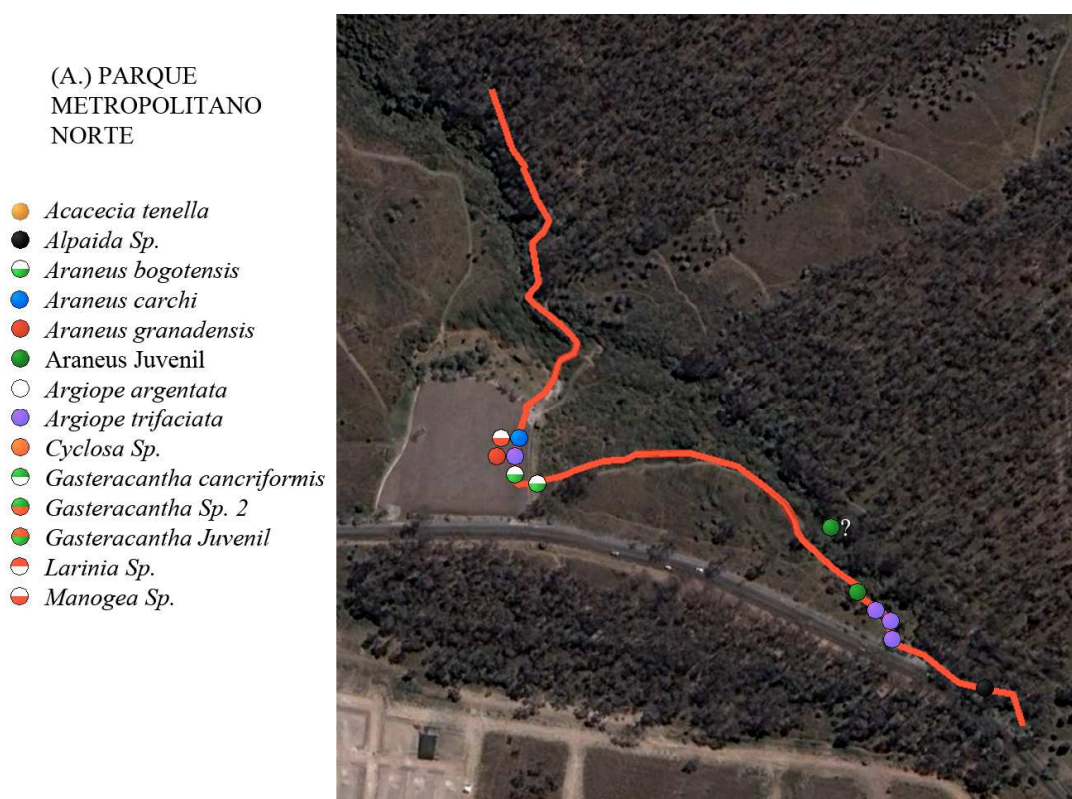 (A.) PARQUE
METROPOLITANO
NORTE
Acacecia tenella
Alpaida Sp.
Araneus bogotensis
Araneus carchi
Araneus granadensis
Araneus Juvenil
Argiope argentata
Argiope trifaciata
Cyclosa Sp.
Gasteracantha cancriformis
Gasteracantha Sp. 2
Gasteracantha Juvenil
Larinia Sp.
Manogea Sp.
?